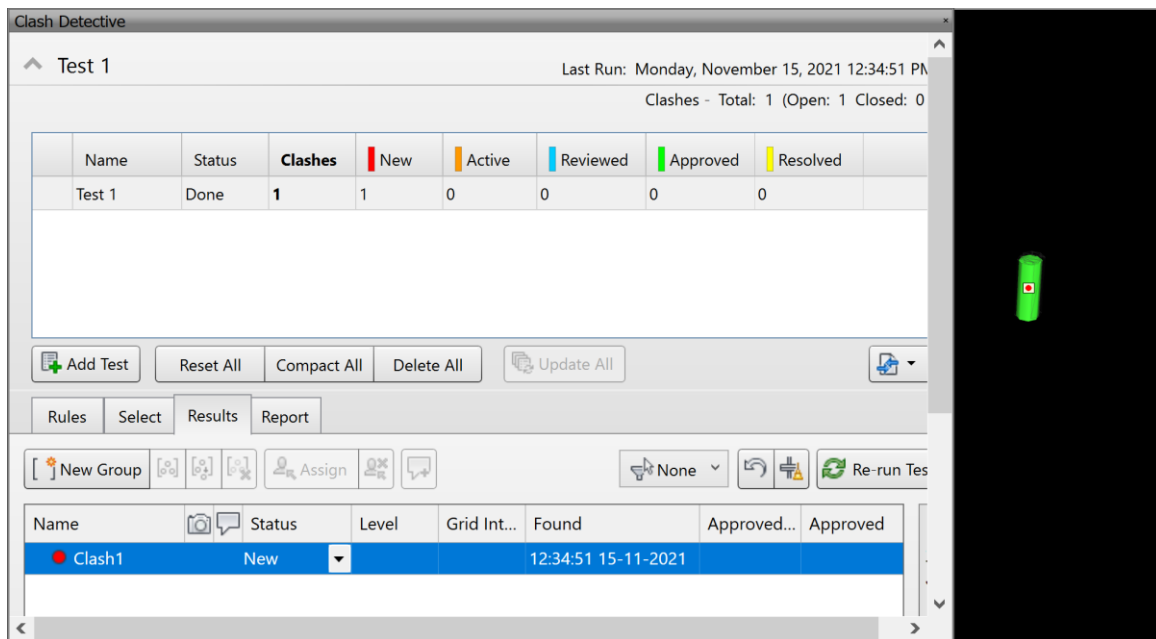 Clash Detective
Test 1
Last Run: Monday, November 15, 2021 12:34:51 PM
Clashes - Total: 1 (Open: 1 Closed: 0
Name Status Clashes New Active Reviewed Approved Resolved
Test 1 Done 1 1 0 0 0 0
Add Test Reset All Compact All Delete All Update All
Rules Select Results Report
New Group Assign None Re-run Tes
Name Status Level Grid Int... Found Approved... Approved
Clash1 New 12:34:51 15-11-2021